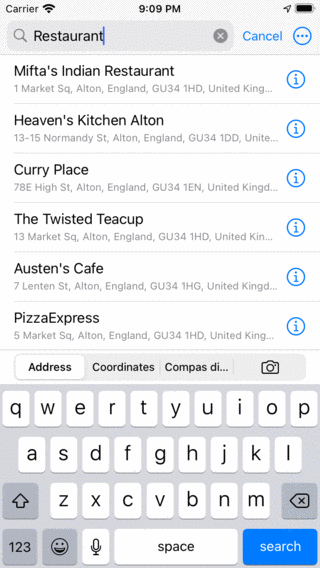 Carrier 9:09 PM
Restaurant Cancel
Mifta's Indian Restaurant
1 Market Sq, Alton, England, GU34 1HD, United King...
Heaven's Kitchen Alton
13-15 Normandy St, Alton, England, GU34 1DD, Unite...
Curry Place
78E High St, Alton, England, GU34 1EN, United Kingd...
The Twisted Teacup
13 Market Sq, Alton, England, GU34 1HD, United Kin...
Austen's Cafe
7 Lenten St, Alton, England, GU34 1HG, United Kingd...
PizzaExpress
5 Market Sq, Alton, England, GU34 1HD, United King...
Address Coordinates Compas di...
q w e r t y u i o p
a s d f g h j k l
z x c v b n m
123 space search